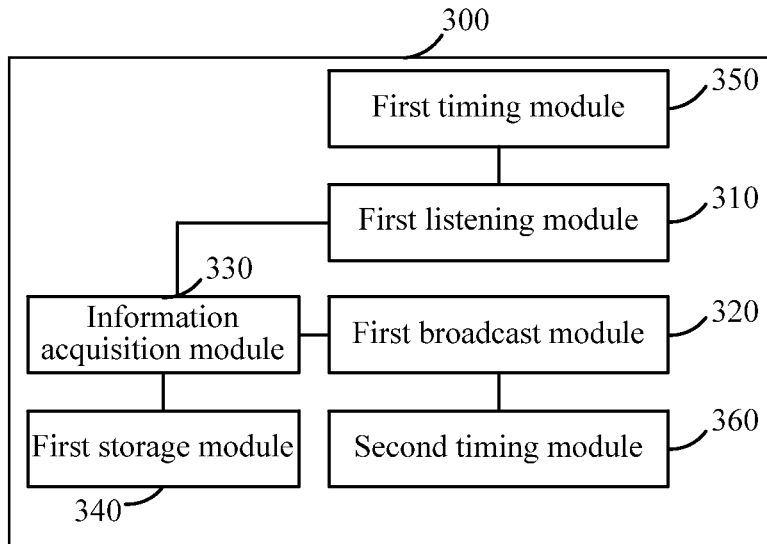 300
First timing module
350
First listening module
310
330
Information
acquisition module
First broadcast module
320
First storage module
340
Second timing module
360